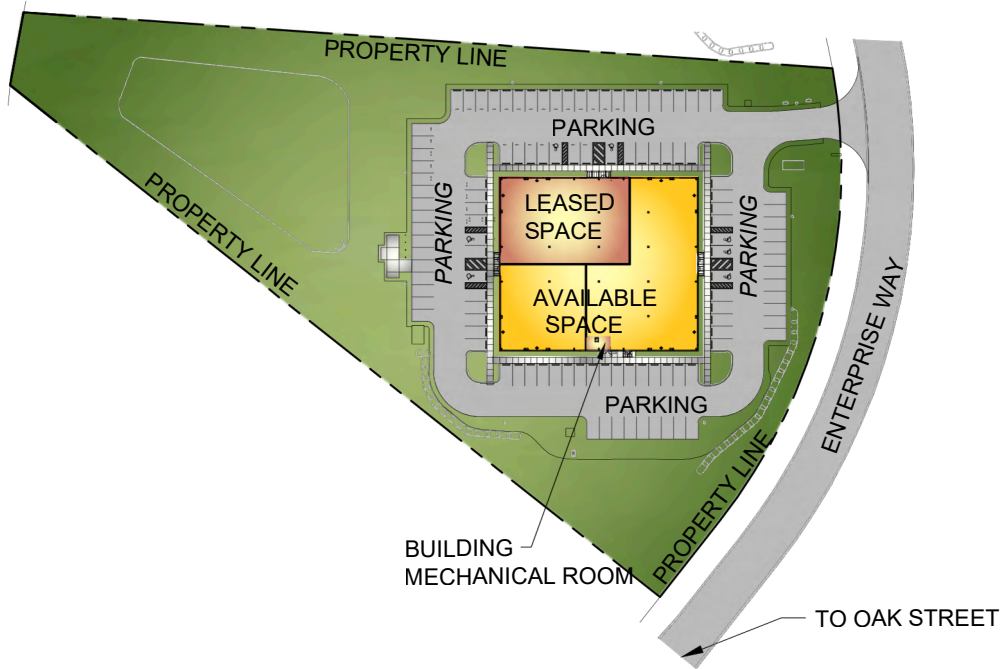 PROPERTY LINE
PARKING
PROPERTY LINE
PARKING
LEASED
SPACE
PARKING
AVAILABLE
SPACE
ENTERPRISE WAY
PARKING
PROPERTY LINE
BUILDING
MECHANICAL ROOM
TO OAK STREET